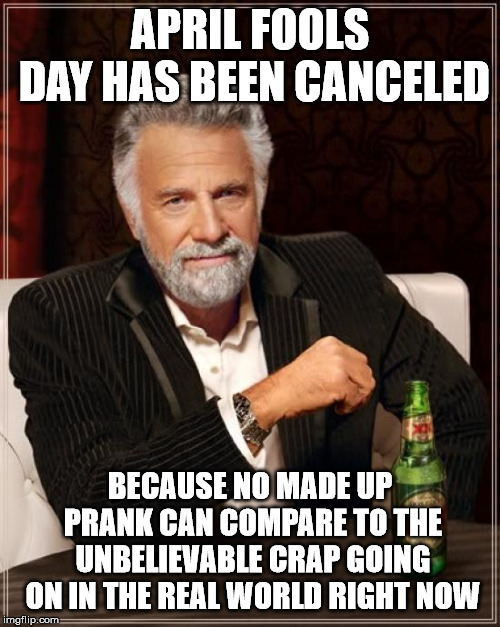 APRIL FOOLS
DAY HAS BEEN CANCELED
XX
BECAUSE NO MADE UP
PRANK CAN COMPARE TO THE
UNBELIEVABLE CRAP GOING
ON IN THE REAL WORLD RIGHT NOW
imgflip.com